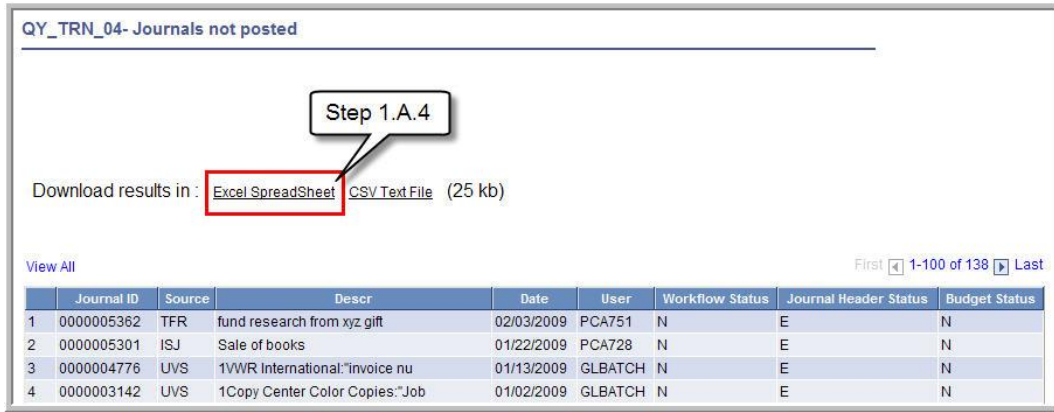 QY_TRN_04- Journals not posted
Step 1.A.4
Download results in : Excel SpreadSheet CSV Text File (25 kb)
View All First 1-100 of 138 Last
Journal ID Source Descr Date User Workflow Status Journal Header Status Budget Status
1 0000005362 TFR fund research from xyz gift 02/03/2009 PCA751 N E N
2 0000005301 ISJ Sale of books 01/22/2009 PCA728 N E N
3 0000004776 UVS 1VWR International:"invoice nu 01/13/2009 GLBATCH N E N
4 0000003142 UVS 1Copy Center Color Copies:"Job 01/02/2009 GLBATCH N E N